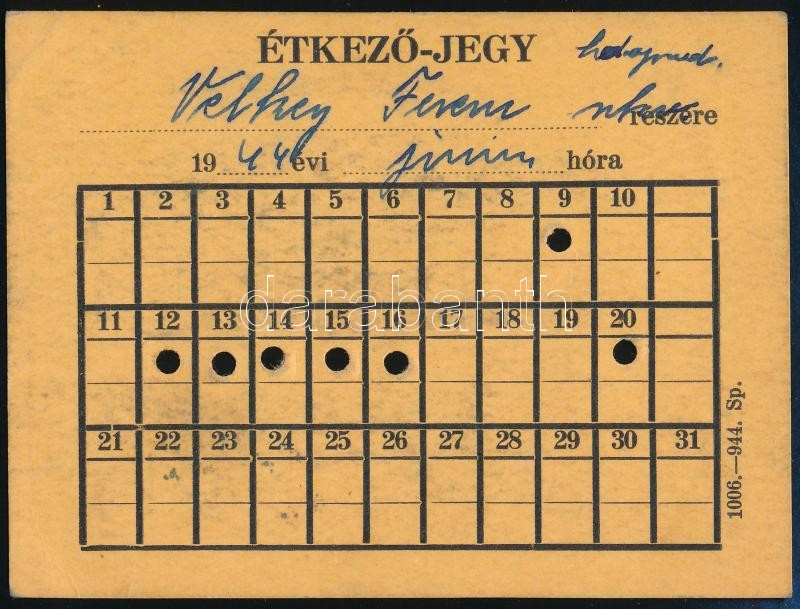 ÉTKEZŐ-JEGY
Velkey Ferenc részére
19 44 évi június hóra
1 2 3 4 5 6 7 8 9 10
darabanth
11 12 13 14 15 16 17 18 19 20
21 22 23 24 25 26 27 28 29 30 31
1006.—944. Sp.